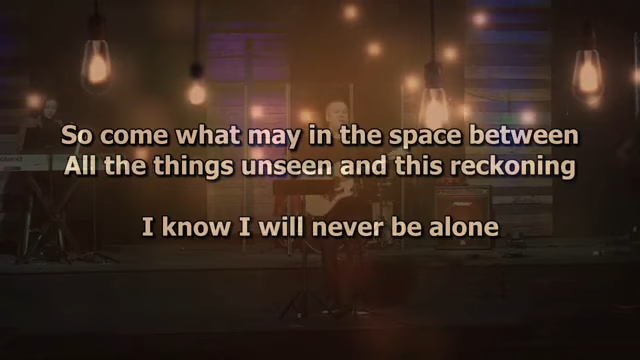 So come what may in the space between
All the things unseen and this reckoning
I know I will never be alone